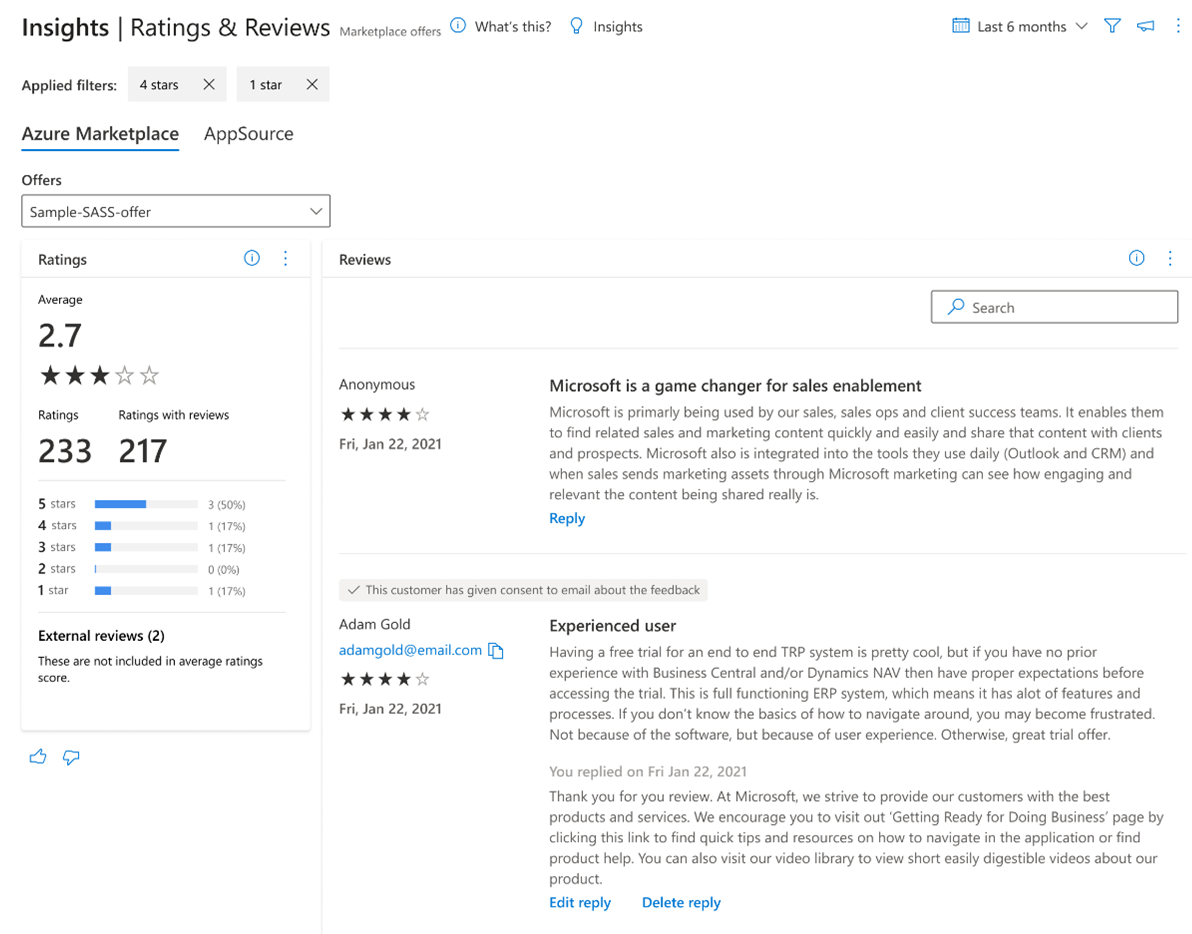 Insights | Ratings & Reviews Marketplace offers What's this? Insights Last 6 months
Applied filters: 4 stars 1 star
Azure Marketplace AppSource
Offers
Sample-SASS-offer
Ratings
Average
2.7
Ratings Ratings with reviews
233 217
5 stars 3 (50%)
4 stars 1 (17%)
3 stars 1 (17%)
2 stars 0 (0%)
1 star 1 (17%)
External reviews (2)
These are not included in average ratings
score.
Reviews
Search
Anonymous
Fri, Jan 22, 2021
Microsoft is a game changer for sales enablement
Microsoft is primarly being used by our sales, sales ops and client success teams. It enables them
to find related sales and marketing content quickly and easily and share that content with clients
and prospects. Microsoft also is integrated into the tools they use daily (Outlook and CRM) and
when sales sends marketing assets through Microsoft marketing can see how engaging and
relevant the content being shared really is.
Reply
This customer has given consent to email about the feedback
Adam Gold
adamgold@email.com
Fri, Jan 22, 2021
Experienced user
Having a free trial for an end to end TRP system is pretty cool, but if you have no prior
experience with Business Central and/or Dynamics NAV then have proper expectations before
accessing the trial. This is full functioning ERP system, which means it has alot of features and
processes. If you don't know the basics of how to navigate around, you may become frustrated.
Not because of the software, but because of user experience. Otherwise, great trial offer.
You replied on Fri Jan 22, 2021
Thank you for you review. At Microsoft, we strive to provide our customers with the best
products and services. We encourage you to visit out 'Getting Ready for Doing Business' page by
clicking this link to find quick tips and resources on how to navigate in the application or find
product help. You can also visit our video library to view short easily digestible videos about our
product.
Edit reply Delete reply